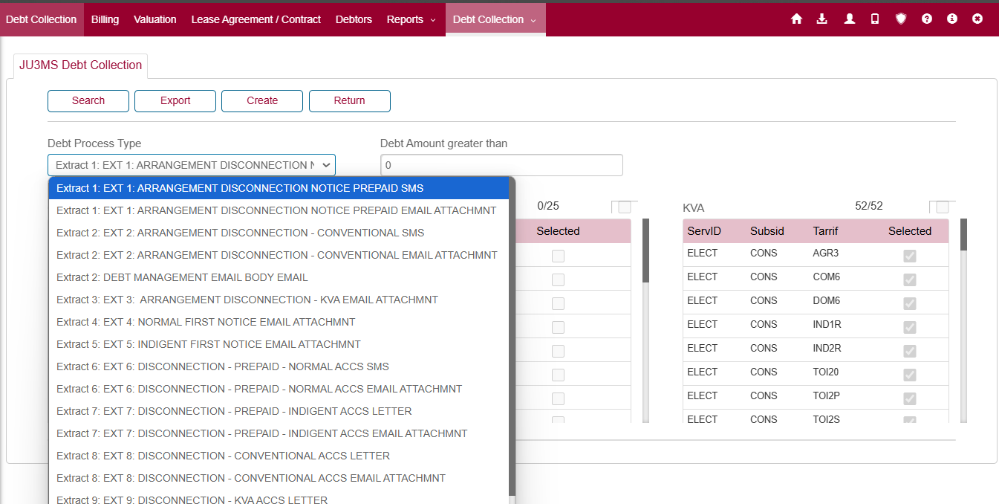 Debt Collection Billing Valuation Lease Agreement / Contract Debtors Reports Debt Collection
JU3MS Debt Collection
Search Export Create Return
Debt Process Type Debt Amount greater than
Extract 1: EXT 1: ARRANGEMENT DISCONNECTION 0
Extract 1: EXT 1: ARRANGEMENT DISCONNECTION NOTICE PREPAID SMS
Extract 1: EXT 1: ARRANGEMENT DISCONNECTION NOTICE PREPAID EMAIL ATTACHMNT
Extract 2: EXT 2: ARRANGEMENT DISCONNECTION - CONVENTIONAL SMS
Extract 2: EXT 2: ARRANGEMENT DISCONNECTION - CONVENTIONAL EMAIL ATTACHMNT
Extract 2: DEBT MANAGEMENT EMAIL BODY EMAIL
Extract 3: EXT 3:  ARRANGEMENT DISCONNECTION - KVA EMAIL ATTACHMNT
Extract 4: EXT 4: NORMAL FIRST NOTICE EMAIL ATTACHMNT
Extract 5: EXT 5: INDIGENT FIRST NOTICE EMAIL ATTACHMNT
Extract 6: EXT 6: DISCONNECTION - PREPAID - NORMAL ACCS SMS
Extract 6: EXT 6: DISCONNECTION - PREPAID - NORMAL ACCS EMAIL ATTACHMNT
Extract 7: EXT 7: DISCONNECTION - PREPAID - INDIGENT ACCS LETTER
Extract 7: EXT 7: DISCONNECTION - PREPAID - INDIGENT ACCS EMAIL ATTACHMNT
Extract 8: EXT 8: DISCONNECTION - CONVENTIONAL ACCS LETTER
Extract 8: EXT 8: DISCONNECTION - CONVENTIONAL ACCS EMAIL ATTACHMNT
Extract 9: EXT 9: DISCONNECTION - KVA ACCS LETTER
0/25
Selected
KVA 52/52
ServID Subsid Tarrif Selected
ELECT CONS AGR3
ELECT CONS COM6
ELECT CONS DOM6
ELECT CONS IND1R
ELECT CONS IND2R
ELECT CONS TOI20
ELECT CONS TOI2P
ELECT CONS TOI2S